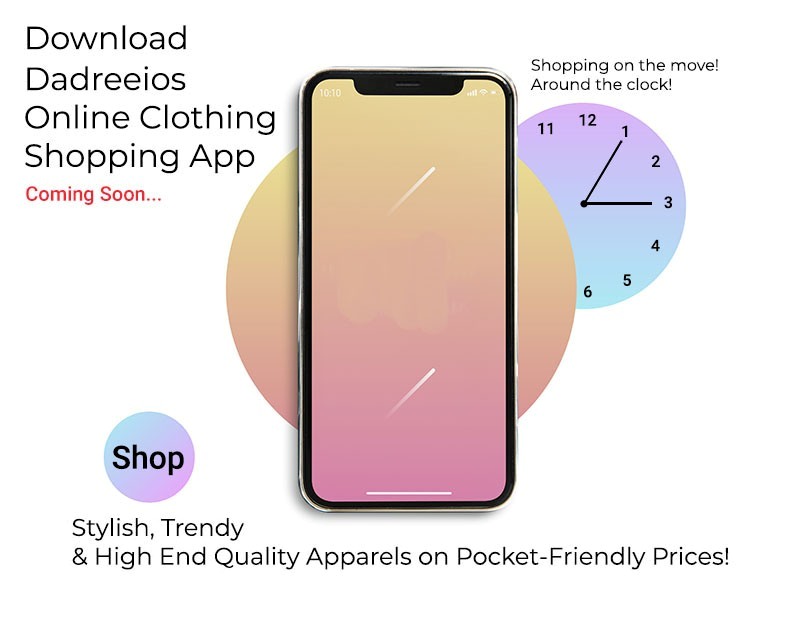 Download
Dadreeios
Online Clothing
Shopping App
Coming Soon...
Shopping on the move!
Around the clock!
10:10
11 12 1
2
3
4
5
6
Shop
Stylish, Trendy
& High End Quality Apparels on Pocket-Friendly Prices!